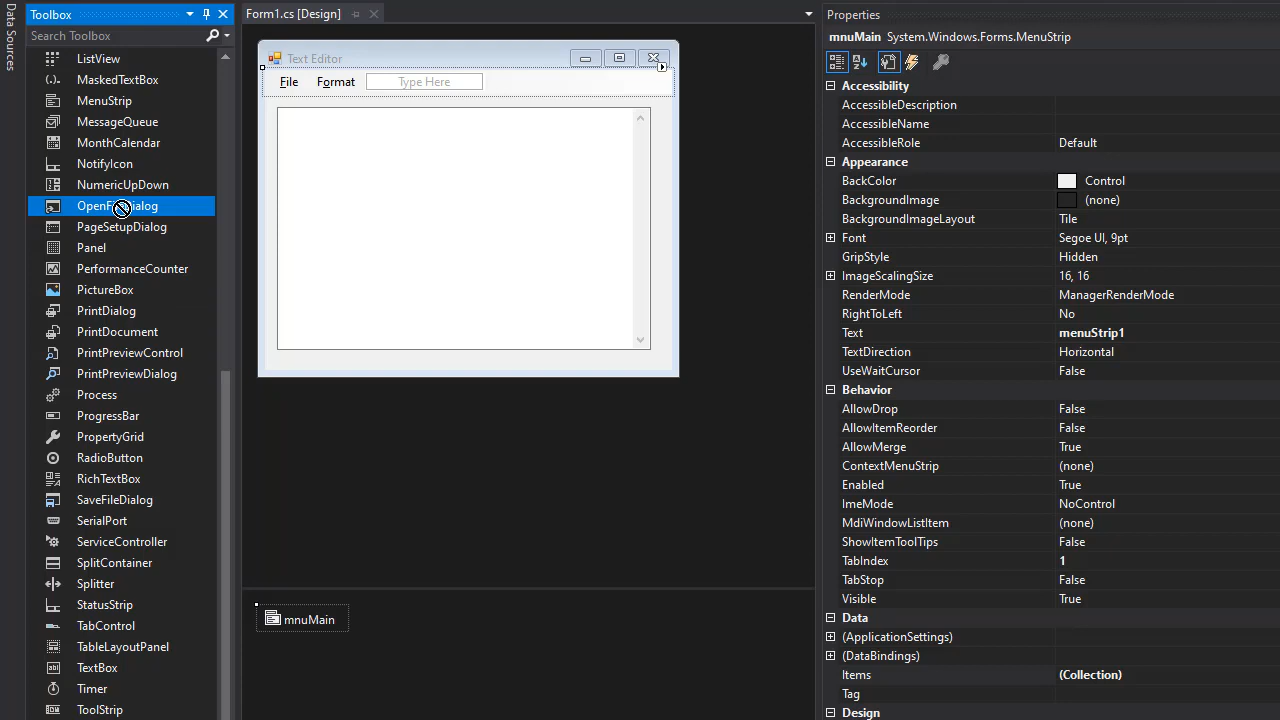 Data Sources
Toolbox
Search Toolbox
ListView
MaskedTextBox
MenuStrip
MessageQueue
MonthCalendar
NotifyIcon
NumericUpDown
OpenFileDialog
PageSetupDialog
Panel
PerformanceCounter
PictureBox
PrintDialog
PrintDocument
PrintPreviewControl
PrintPreviewDialog
Process
ProgressBar
PropertyGrid
RadioButton
RichTextBox
SaveFileDialog
SerialPort
ServiceController
SplitContainer
Splitter
StatusStrip
TabControl
TableLayoutPanel
TextBox
Timer
ToolStrip
Form1.cs [Design]
Text Editor
File Format Type Here
mnuMain
Properties
mnuMain System.Windows.Forms.MenuStrip
Accessibility
AccessibleDescription
AccessibleName
AccessibleRole Default
Appearance
BackColor Control
BackgroundImage (none)
BackgroundImageLayout Tile
Font Segoe UI, 9pt
GripStyle Hidden
ImageScalingSize 16, 16
RenderMode ManagerRenderMode
RightToLeft No
Text menuStrip1
TextDirection Horizontal
UseWaitCursor False
Behavior
AllowDrop False
AllowItemReorder False
AllowMerge True
ContextMenuStrip (none)
Enabled True
ImeMode NoControl
MdiWindowListItem (none)
ShowItemToolTips False
TabIndex 1
TabStop False
Visible True
Data
(ApplicationSettings)
(DataBindings)
Items (Collection)
Tag
Design